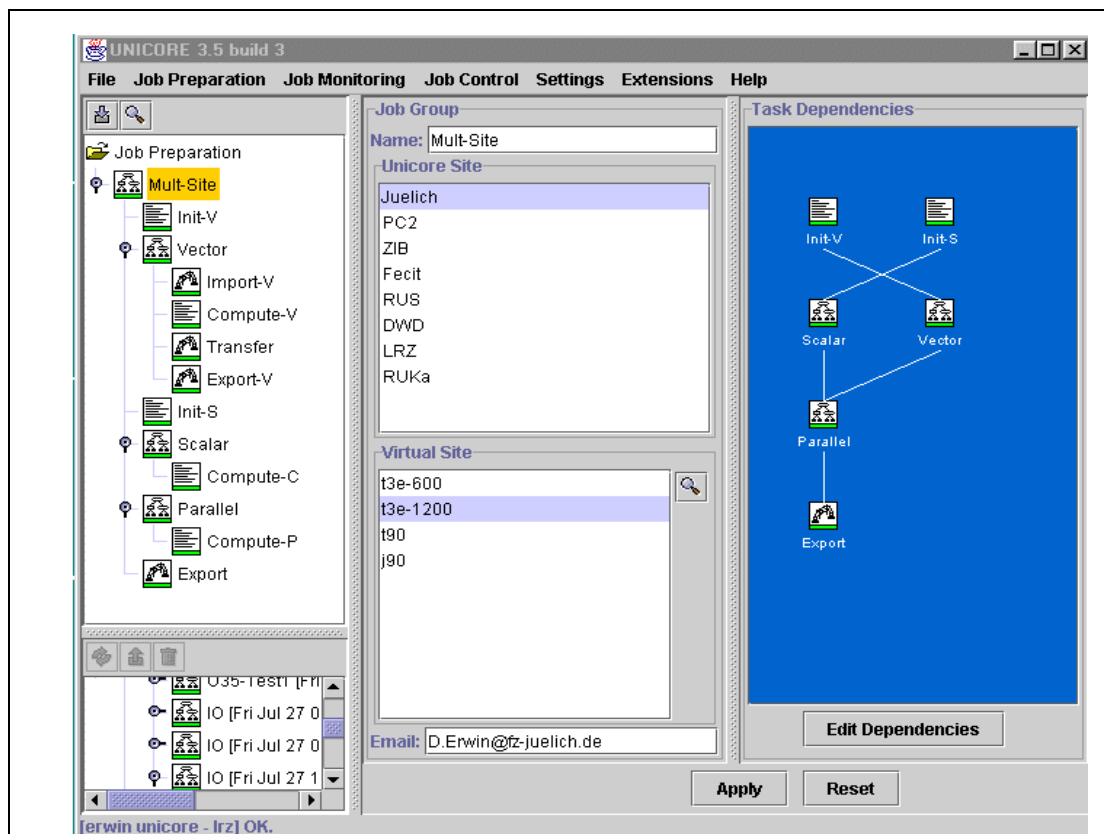 UNICORE 3.5 build 3
File Job Preparation Job Monitoring Job Control Settings Extensions Help
Job Preparation
Mult-Site
Init-V
Vector
Import-V
Compute-V
Transfer
Export-V
Init-S
Scalar
Compute-C
Parallel
Compute-P
Export
O35-Test1 [Fri
IO [Fri Jul 27 0
IO [Fri Jul 27 0
IO [Fri Jul 27 1
Job Group
Name: Mult-Site
Unicore Site
Juelich
PC2
ZIB
Fecit
RUS
DWD
LRZ
RUKa
Virtual Site
t3e-600
t3e-1200
t90
j90
Email: D.Erwin@fz-juelich.de
Task Dependencies
Init-V Init-S
Scalar Vector
Parallel
Export
Edit Dependencies
Apply Reset
[erwin unicore - lrz] OK.